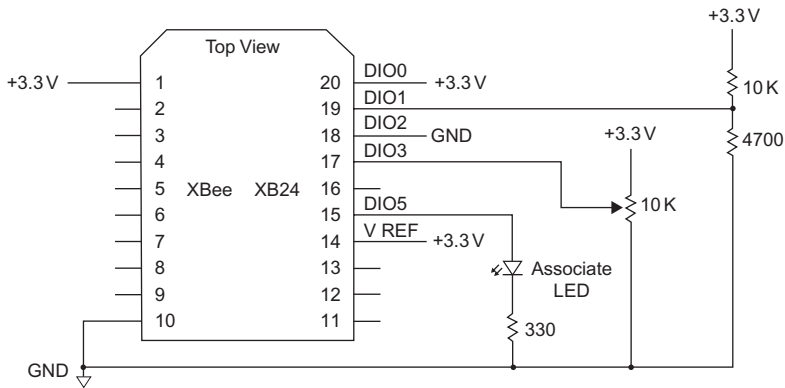 +3.3 V
Top View
+3.3 V
1
2
3
4
5
6
7
8
9
10
XBee XB24
20
19
18
17
16
15
14
13
12
11
DIO0
+3.3 V
DIO1
DIO2
GND
DIO3
DIO5
V REF
+3.3 V
10 K
4700
+3.3 V
10 K
Associate
LED
330
GND